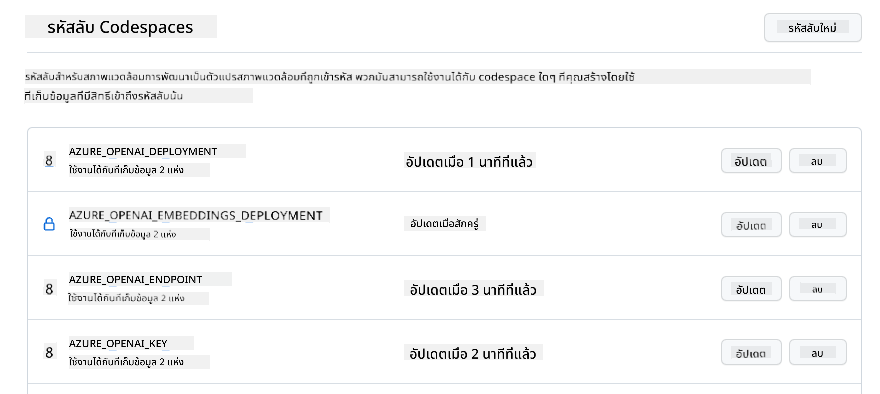 รหัสลับ Codespaces
รหัสลับใหม่
รหัสลับสำหรับสภาพแวดล้อมการพัฒนาเป็นตัวแปรสภาพแวดล้อมที่ถูกเข้ารหัส พวกมันสามารถใช้งานได้กับ codespace ใดๆ ที่คุณสร้างโดยใช้
ที่เก็บข้อมูลที่มีสิทธิ์เข้าถึงรหัสลับนั้น
8 AZURE_OPENAI_DEPLOYMENT
ใช้งานได้กับที่เก็บข้อมูล 2 แห่ง
อัปเดตเมื่อ 1 นาทีที่แล้ว
อัปเดต
ลบ
AZURE_OPENAI_EMBEDDINGS_DEPLOYMENT
ใช้งานได้กับที่เก็บข้อมูล 2 แห่ง
อัปเดตเมื่อสักครู่
อัปเดต
ลบ
8 AZURE_OPENAI_ENDPOINT
ใช้งานได้กับที่เก็บข้อมูล 2 แห่ง
อัปเดตเมื่อ 3 นาทีที่แล้ว
อัปเดต
ลบ
8 AZURE_OPENAI_KEY
ใช้งานได้กับที่เก็บข้อมูล 2 แห่ง
อัปเดตเมื่อ 2 นาทีที่แล้ว
อัปเดต
ลบ